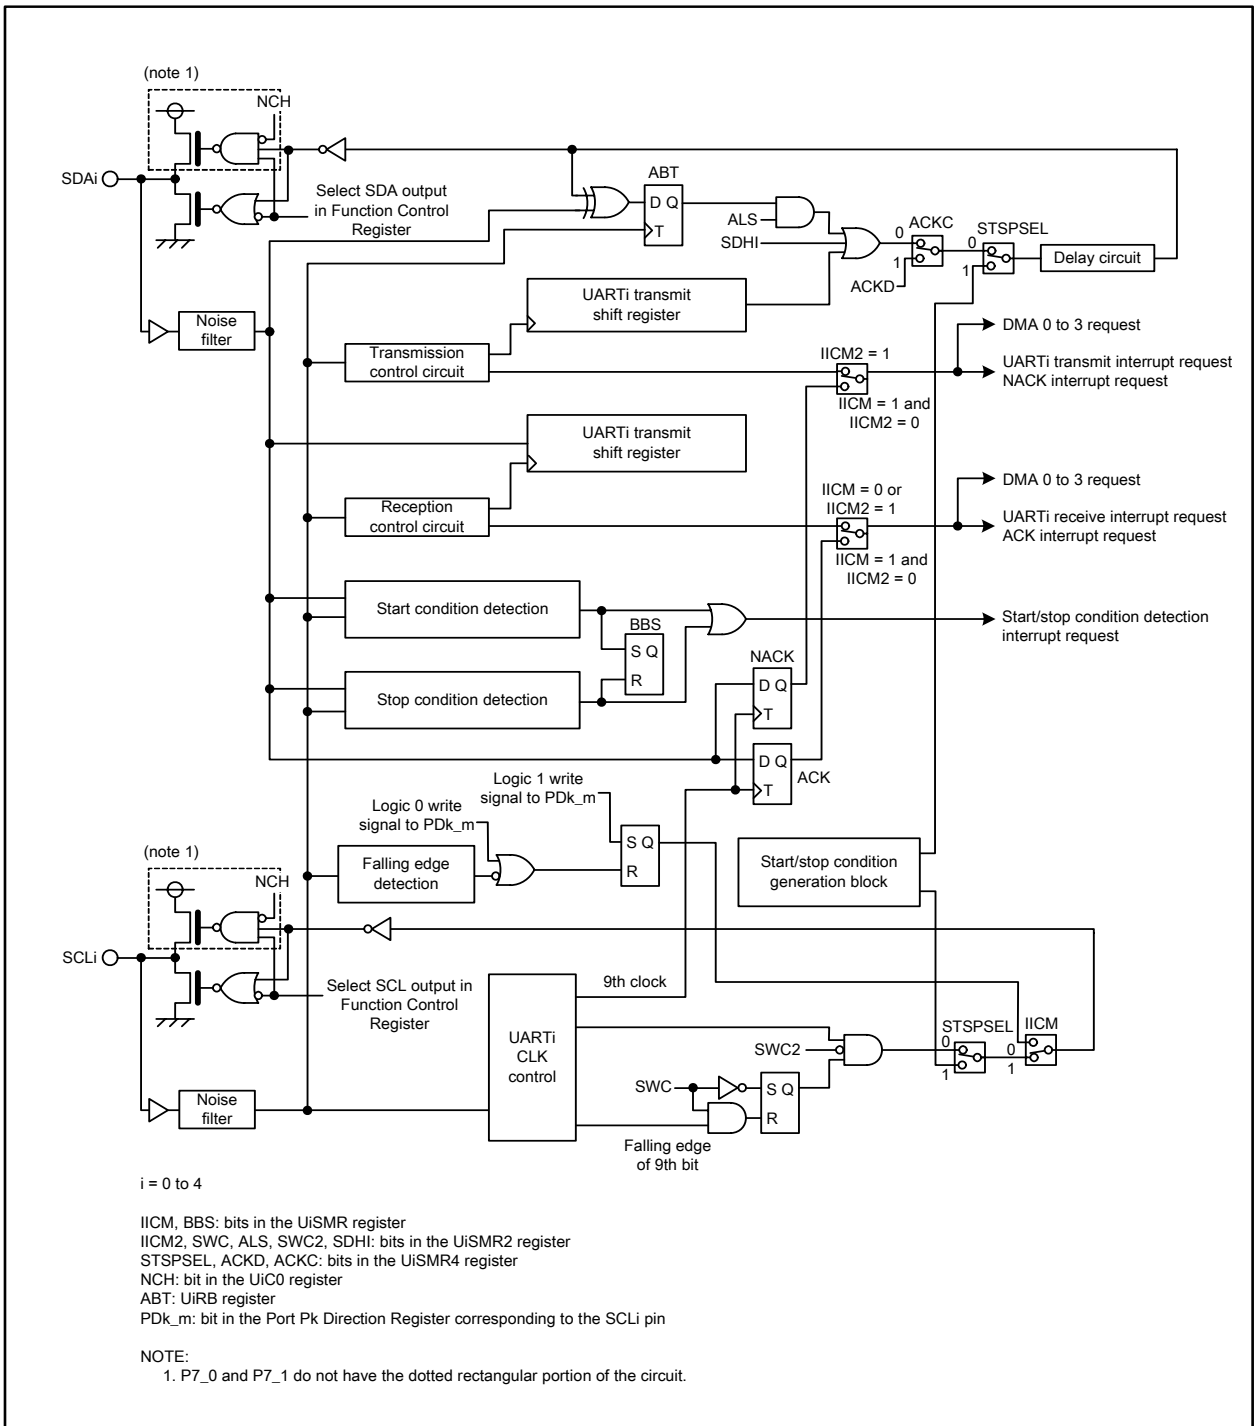 (note 1)
NCH
SDAi
Select SDA output
in Function Control
Register
ABT
D Q
T
ALS
SDHI
ACKC
0
1
ACKD
STSPSEL
0
1
Delay circuit
Noise
filter
UARTi transmit
shift register
Transmission
control circuit
IICM2 = 1
IICM = 1 and
IICM2 = 0
DMA 0 to 3 request
UARTi transmit interrupt request
NACK interrupt request
UARTi transmit
shift register
Reception
control circuit
IICM = 0 or
IICM2 = 1
IICM = 1 and
IICM2 = 0
DMA 0 to 3 request
UARTi receive interrupt request
ACK interrupt request
Start condition detection
BBS
S Q
R
Start/stop condition detection
interrupt request
Stop condition detection
NACK
D Q
T
D Q
T
ACK
Logic 1 write
signal to PDk_m
Logic 0 write
signal to PDk_m
S Q
R
Falling edge
detection
Start/stop condition
generation block
(note 1)
NCH
SCLi
Select SCL output in
Function Control
Register
9th clock
UARTi
CLK
control
SWC2
SWC
S Q
R
Falling edge
of 9th bit
STSPSEL
0
1
IICM
0
1
Noise
filter
i = 0 to 4
IICM, BBS: bits in the UiSMR register
IICM2, SWC, ALS, SWC2, SDHI: bits in the UiSMR2 register
STSPSEL, ACKD, ACKC: bits in the UiSMR4 register
NCH: bit in the UiC0 register
ABT: UiRB register
PDk_m: bit in the Port Pk Direction Register corresponding to the SCLi pin
NOTE:
1. P7_0 and P7_1 do not have the dotted rectangular portion of the circuit.